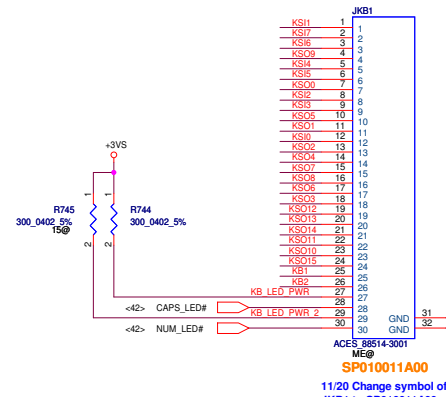 JKB1
KSI1 1 1
KSI7 2 2
KSI6 3 3
KSO9 4 4
KSI4 5 5
KSI5 6 6
KSO0 7 7
KSI2 8 8
KSI3 9 9
KSO5 10 10
KSO1 11 11
KSI0 12 12
KSO2 13 13
KSO4 14 14
KSO7 15 15
KSO8 16 16
KSO6 17 17
KSO3 18 18
KSO12 19 19
KSO13 20 20
KSO14 21 21
KSO11 22 22
KSO10 23 23
KSO15 24 24
KB1 25 25
KB2 26 26
KB_LED_PWR 27 27
<42> CAPS_LED# 28 28
KB_LED_PWR_2 29 29
<42> NUM_LED# 30 30
GND 31
GND 32
+3VS
1 1
R745
300_0402_5%
15@
R744
300_0402_5%
2 2
ACES_88514-3001
ME@
SP010011A00
11/20 Change symbol of